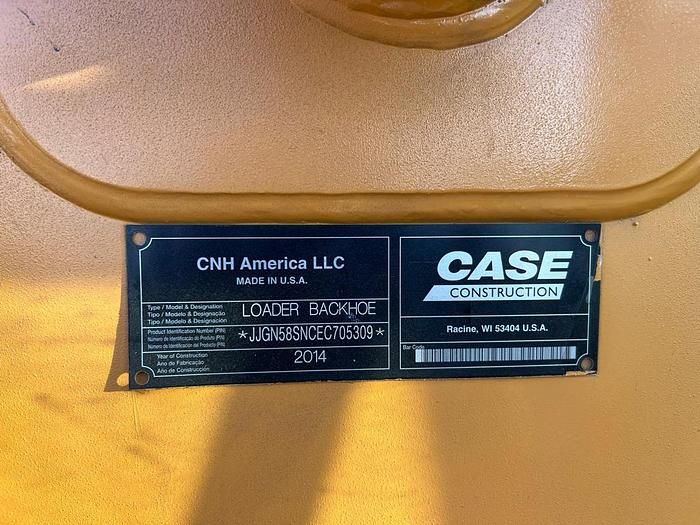 CNH America LLC
MADE IN U.S.A.
Type / Model & Designation
Tipo / Modelo & Designação
Tipo / Modelo & Designación
LOADER BACKHOE
Product Identification Number (PIN)
Número de Identificação do Produto (PIN)
Número de Identificación del Producto (PIN)
*JJGN58SNCEC705309*
Year of Construction
Ano de Fabricação
Año de Construcción
2014
CASE
CONSTRUCTION
Racine, WI 53404 U.S.A.
Bar Code